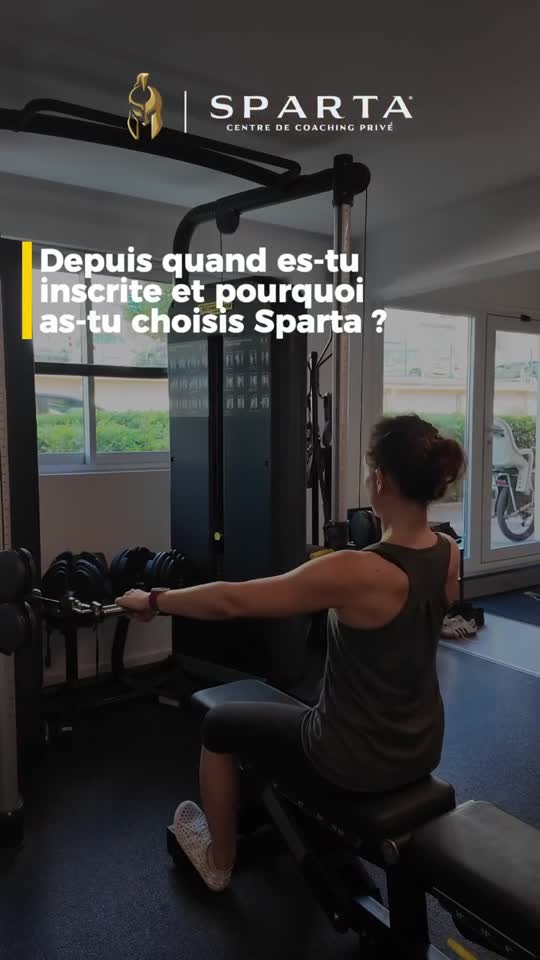 SPARTA®
CENTRE DE COACHING PRIVÉ
Depuis quand es-tu
inscrite et pourquoi
as-tu choisis Sparta ?